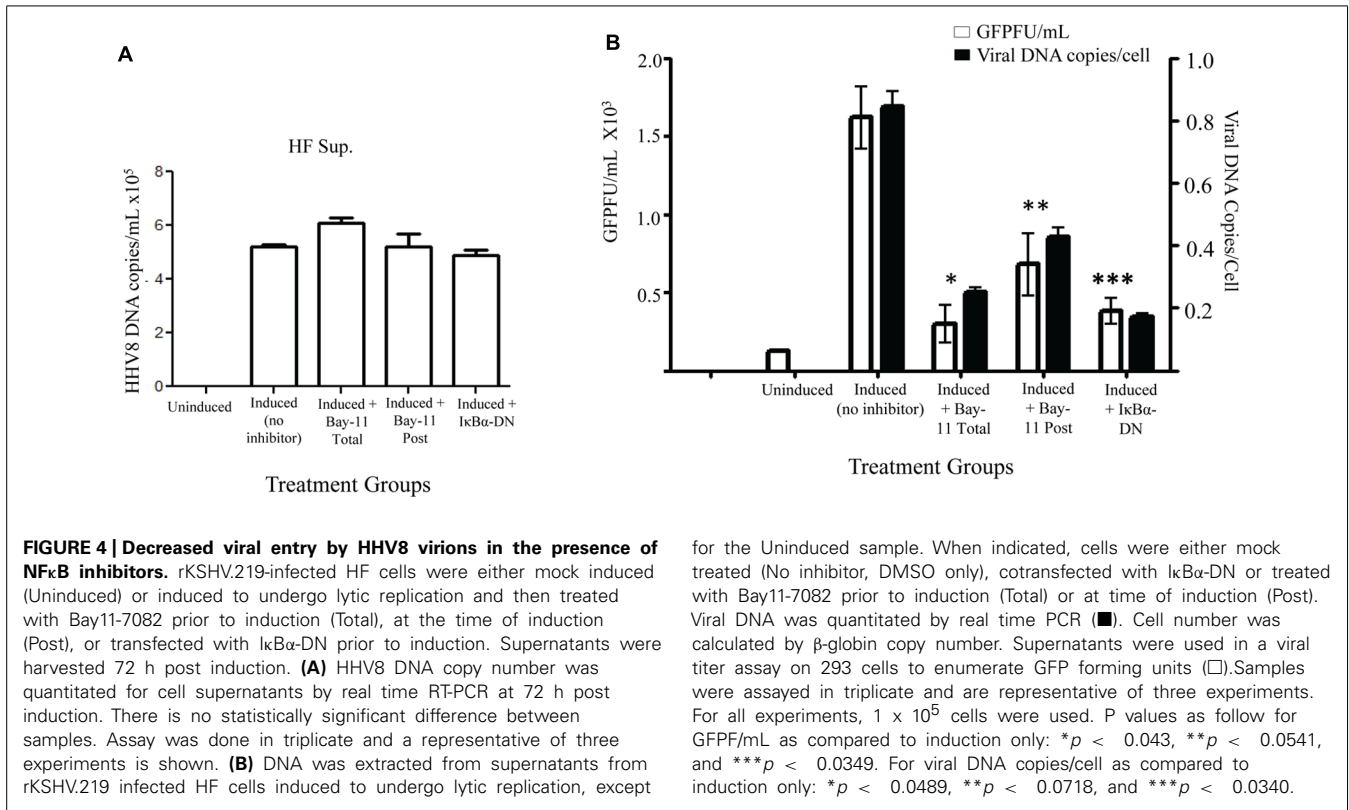 A
HF Sup.
HHV8 DNA copies/mL x10⁵
8
6
4
2
0
Uninduced
Induced
(no
inhibitor)
Induced +
Bay-11
Total
Induced +
Bay-11
Post
Induced +
IκBα-DN
Treatment Groups
B
□ GFPFU/mL
■ Viral DNA copies/cell
GFPFU/mL X10³
2.0
1.5
1.0
0.5
1.0
0.8
0.6
0.4
0.2
Viral DNA Copies/Cell
*
**
***
Uninduced
Induced
(no inhibitor)
Induced
+ Bay-
11 Total
Induced
+ Bay-
11 Post
Induced
+ IκBα-
DN
Treatment Groups
FIGURE 4 | Decreased viral entry by HHV8 virions in the presence of
NFκB inhibitors. rKSHV.219-infected HF cells were either mock induced
(Uninduced) or induced to undergo lytic replication and then treated
with Bay11-7082 prior to induction (Total), at the time of induction
(Post), or transfected with IκBα-DN prior to induction. Supernatants were
harvested 72 h post induction. (A) HHV8 DNA copy number was
quantitated for cell supernatants by real time RT-PCR at 72 h post
induction. There is no statistically significant difference between
samples. Assay was done in triplicate and a representative of three
experiments is shown. (B) DNA was extracted from supernatants from
rKSHV.219 infected HF cells induced to undergo lytic replication, except
for the Uninduced sample. When indicated, cells were either mock
treated (No inhibitor, DMSO only), cotransfected with IκBα-DN or treated
with Bay11-7082 prior to induction (Total) or at time of induction (Post).
Viral DNA was quantitated by real time PCR (■). Cell number was
calculated by β-globin copy number. Supernatants were used in a viral
titer assay on 293 cells to enumerate GFP forming units (□).Samples
were assayed in triplicate and are representative of three experiments.
For all experiments, 1 x 10⁵ cells were used. P values as follow for
GFPF/mL as compared to induction only: *p < 0.043, **p < 0.0541,
and ***p < 0.0349. For viral DNA copies/cell as compared to
induction only: *p < 0.0489, **p < 0.0718, and ***p < 0.0340.